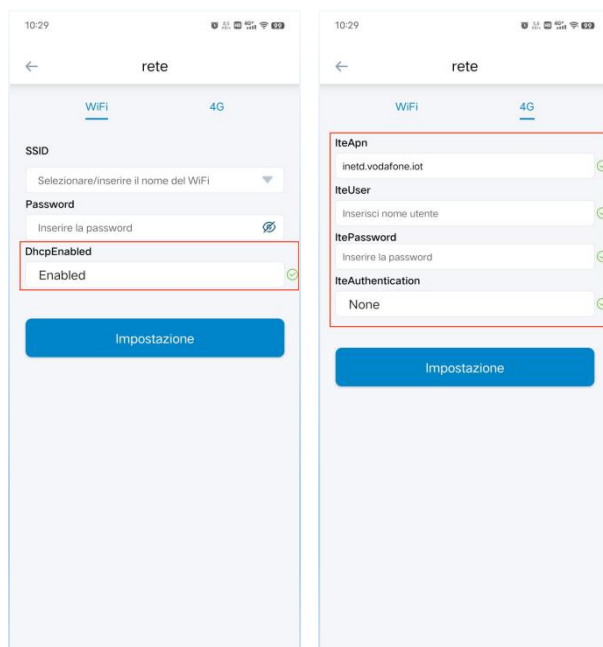 10:29
rete
WiFi 4G
SSID
Selezionare/inserire il nome del WiFi
Password
Inserire la password
DhcpEnabled
Enabled
Impostazione
10:29
rete
WiFi 4G
lteApn
inetd.vodafone.iot
lteUser
Inserisci nome utente
ltePassword
Inserire la password
lteAuthentication
None
Impostazione